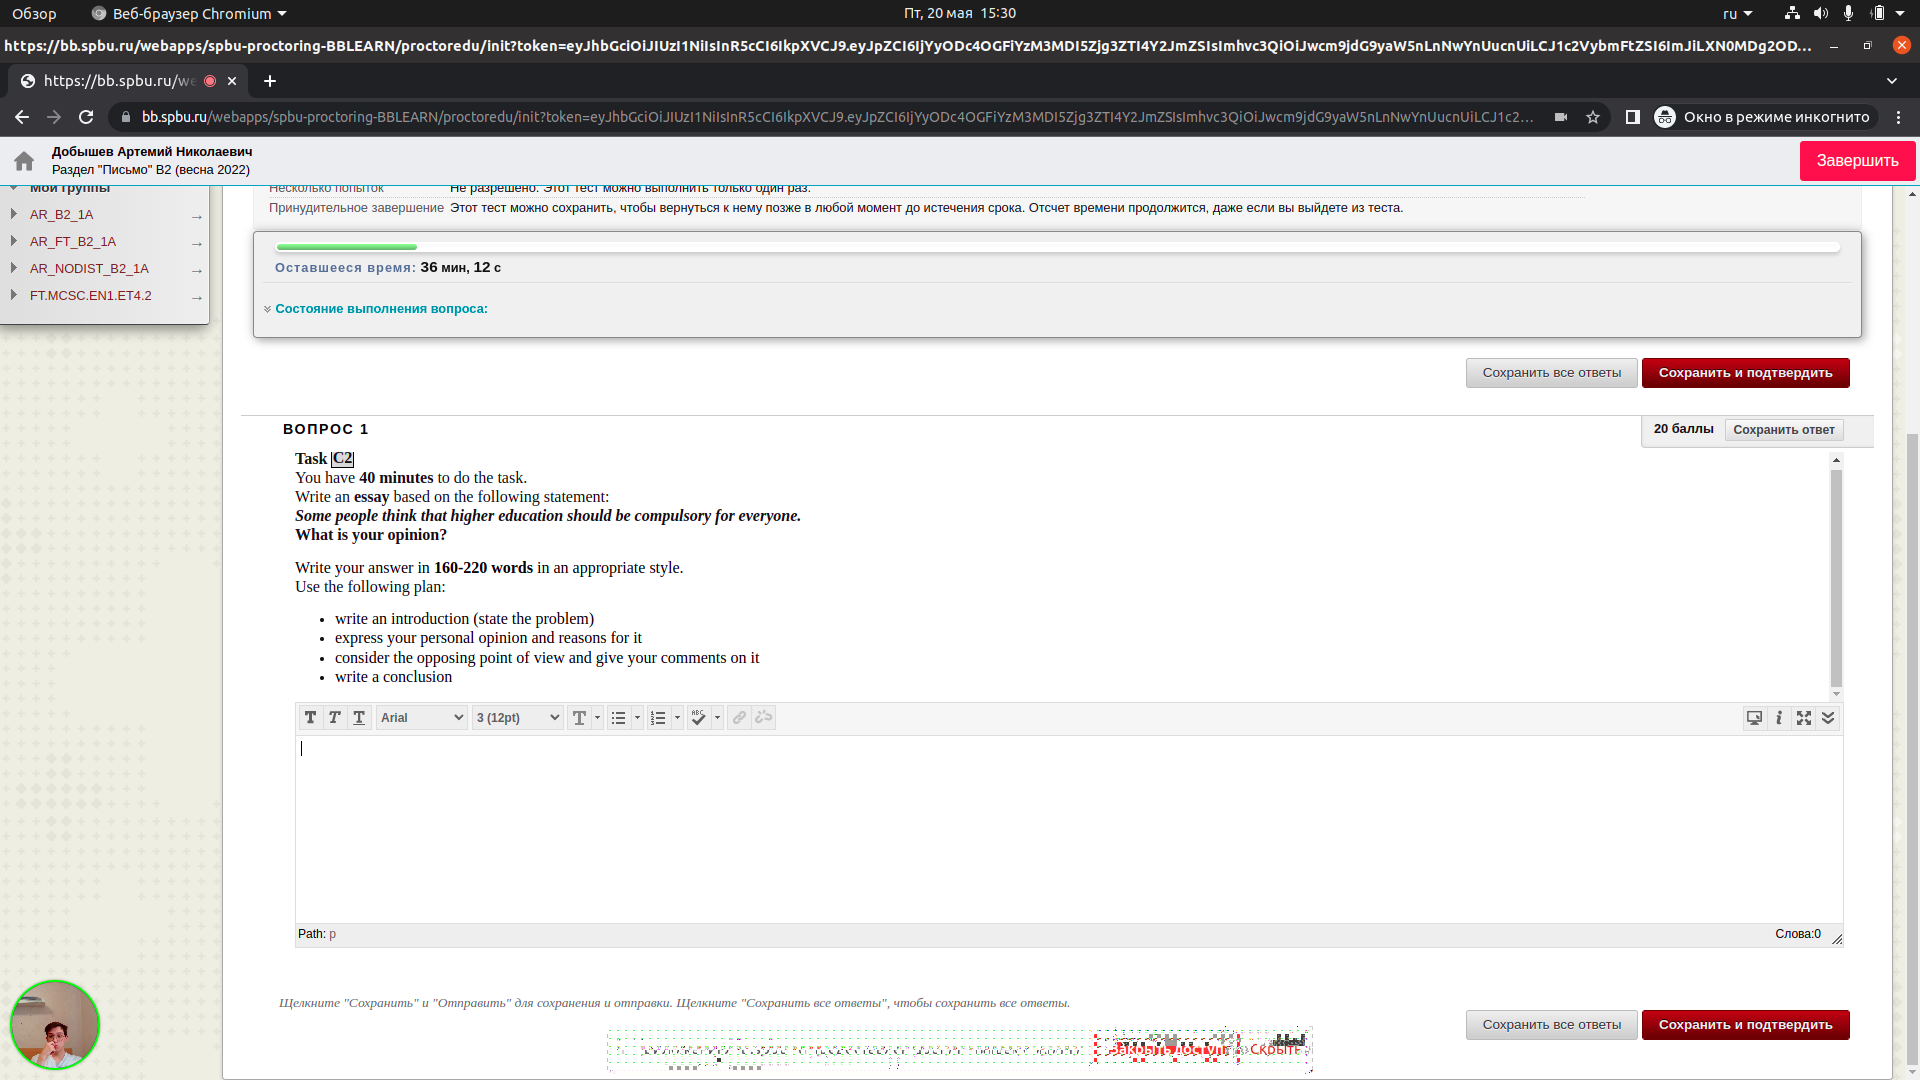 Обзор
Веб-браузер Chromium
Пт, 20 мая 15:30
ru
https://bb.spbu.ru/webapps/spbu-proctoring-BBLEARN/proctoredu/init?token=eyJhbGciOiJIUzI1NiIsInR5cCI6IkpXVCJ9.eyJpZCI6IjYyODc4OGFiYzM3MDI5Zjg3ZTI4Y2JmZSIsImhvc3QiOiJwcm9jdG9yaW5nLnNwYnUucnUiLCJ1c2VybmFtZSI6ImJiLXN0MDg2OD...
https://bb.spbu.ru/we
bb.spbu.ru/webapps/spbu-proctoring-BBLEARN/proctoredu/init?token=eyJhbGciOiJIUzI1NiIsInR5cCI6IkpXVCJ9.eyJpZCI6IjYyODc4OGFiYzM3MDI5Zjg3ZTI4Y2JmZSIsImhvc3QiOiJwcm9jdG9yaW5nLnNwYnUucnUiLCJ1c2...
Окно в режиме инкогнито
Добышев Артемий Николаевич
Раздел "Письмо" B2 (весна 2022)
Завершить
Мои группы
AR_B2_1A
AR_FT_B2_1A
AR_NODIST_B2_1A
FT.MCSC.EN1.ET4.2
Несколько попыток Не разрешено. Этот тест можно выполнить только один раз.
Принудительное завершение Этот тест можно сохранить, чтобы вернуться к нему позже в любой момент до истечения срока. Отсчет времени продолжится, даже если вы выйдете из теста.
Оставшееся время: 36 мин, 12 с
Состояние выполнения вопроса:
Сохранить все ответы
Сохранить и подтвердить
ВОПРОС 1
20 баллы
Сохранить ответ
Task C2
You have 40 minutes to do the task.
Write an essay based on the following statement:
Some people think that higher education should be compulsory for everyone.
What is your opinion?
Write your answer in 160-220 words in an appropriate style.
Use the following plan:
• write an introduction (state the problem)
• express your personal opinion and reasons for it
• consider the opposing point of view and give your comments on it
• write a conclusion
Arial
3 (12pt)
Path: p
Слова:0
Щелкните "Сохранить" и "Отправить" для сохранения и отправки. Щелкните "Сохранить все ответы", чтобы сохранить все ответы.
Сохранить все ответы
Сохранить и подтвердить
Закрыть доступ
Скрыть